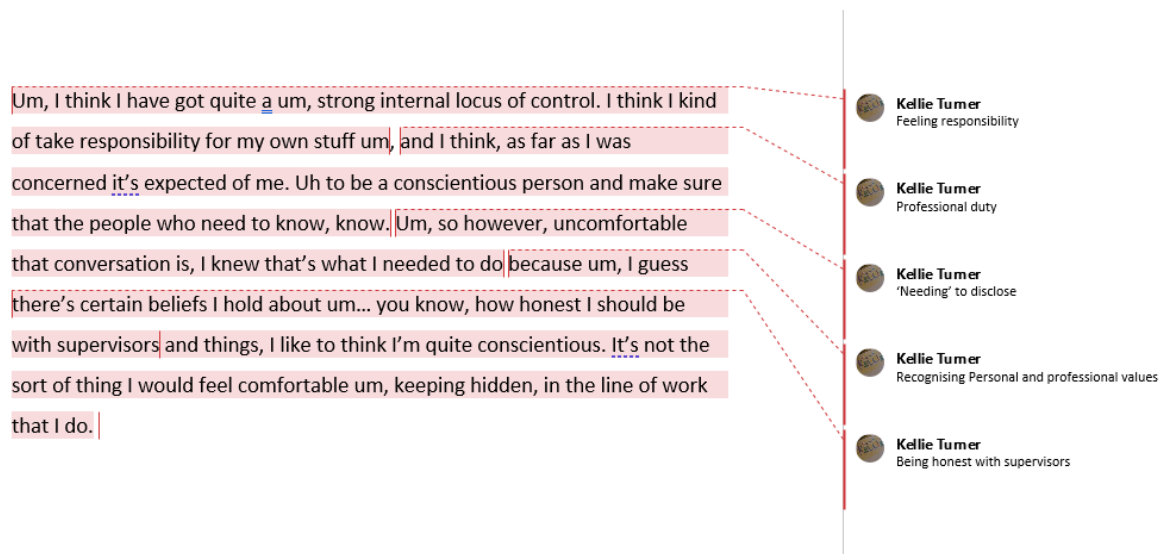 Um, I think I have got quite a um, strong internal locus of control. I think I kind
of take responsibility for my own stuff um, and I think, as far as I was
concerned it’s expected of me. Uh to be a conscientious person and make sure
that the people who need to know, know. Um, so however, uncomfortable
that conversation is, I knew that’s what I needed to do because um, I guess
there’s certain beliefs I hold about um… you know, how honest I should be
with supervisors and things, I like to think I’m quite conscientious. It’s not the
sort of thing I would feel comfortable um, keeping hidden, in the line of work
that I do.
Kellie Turner
Feeling responsibility
Kellie Turner
Professional duty
Kellie Turner
‘Needing’ to disclose
Kellie Turner
Recognising Personal and professional values
Kellie Turner
Being honest with supervisors